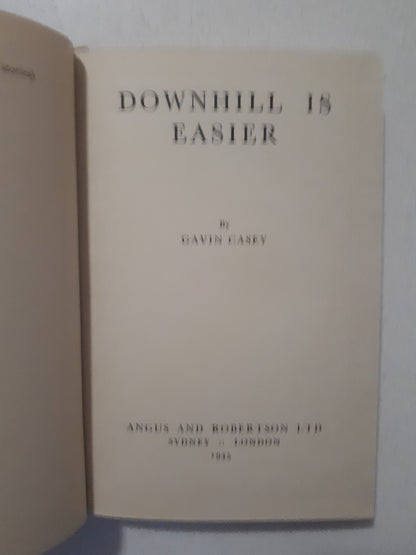 DOWNHILL IS
EASIER
By
GAVIN CASEY
ANGUS AND ROBERTSON LTD
SYDNEY :: LONDON